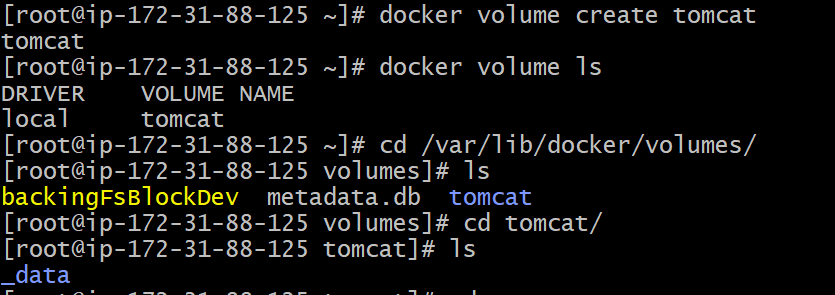 [root@ip-172-31-88-125 ~]# docker volume create tomcat
tomcat
[root@ip-172-31-88-125 ~]# docker volume ls
DRIVER    VOLUME NAME
local     tomcat
[root@ip-172-31-88-125 ~]# cd /var/lib/docker/volumes/
[root@ip-172-31-88-125 volumes]# ls
backingFsBlockDev  metadata.db  tomcat
[root@ip-172-31-88-125 volumes]# cd tomcat/
[root@ip-172-31-88-125 tomcat]# ls
_data